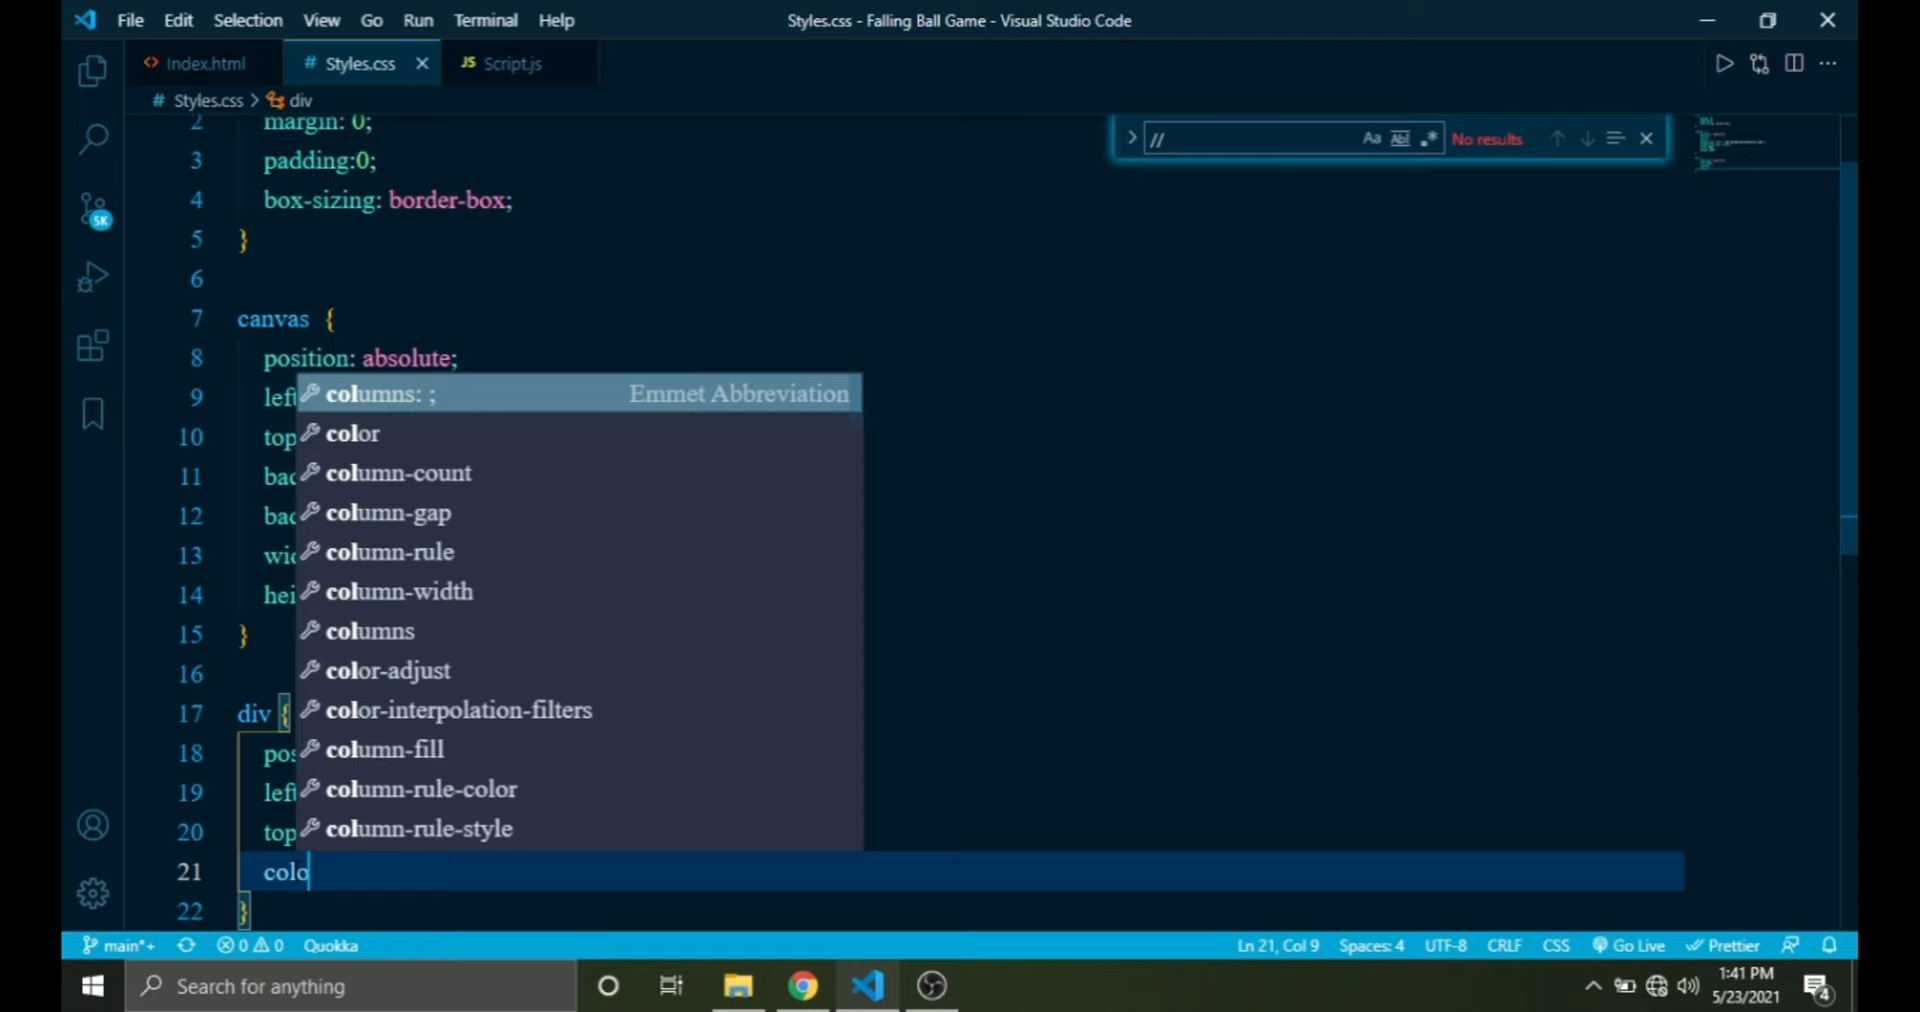 File Edit Selection View Go Run Terminal Help
Styles.css - Falling Ball Game - Visual Studio Code
<> Index.html # Styles.css JS Script.js
# Styles.css > div
// Aa Abl .* No results
2 margin: 0;
3 padding:0;
4 box-sizing: border-box;
5 }
6
7 canvas {
8 position: absolute;
9 left
columns: ; Emmet Abbreviation
10 top
color
11 bac
column-count
12 bac
column-gap
13 wid
column-rule
14 hei
column-width
15 }
columns
16
color-adjust
17 div {
color-interpolation-filters
18 pos
column-fill
19 left
column-rule-color
20 top
column-rule-style
21 colo
22 }
5K
main*+ 0 0 Quokka Ln 21, Col 9 Spaces: 4 UTF-8 CRLF CSS Go Live Prettier
Search for anything
1:41 PM
5/23/2021
4